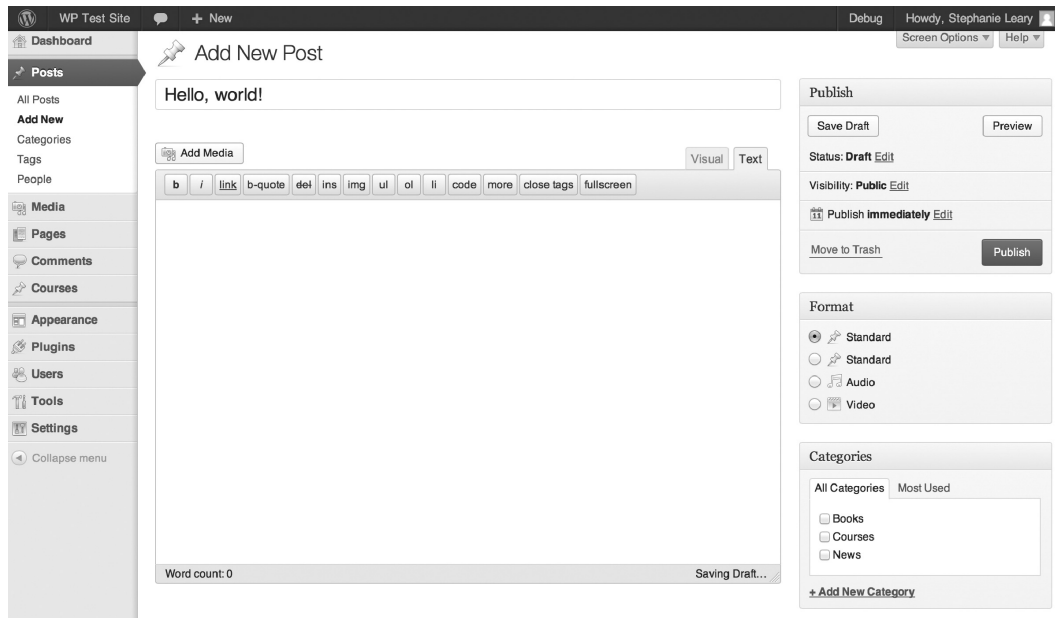 WP Test Site + New Debug Howdy, Stephanie Leary
Dashboard
Posts
All Posts
Add New
Categories
Tags
People
Media
Pages
Comments
Courses
Appearance
Plugins
Users
Tools
Settings
Collapse menu
Screen Options Help
Add New Post
Hello, world!
Add Media
Visual Text
b i link b-quote del ins img ul ol li code more close tags fullscreen
Word count: 0 Saving Draft...
Publish
Save Draft Preview
Status: Draft Edit
Visibility: Public Edit
11 Publish immediately Edit
Move to Trash Publish
Format
Standard
Standard
Audio
Video
Categories
All Categories Most Used
Books
Courses
News
+ Add New Category